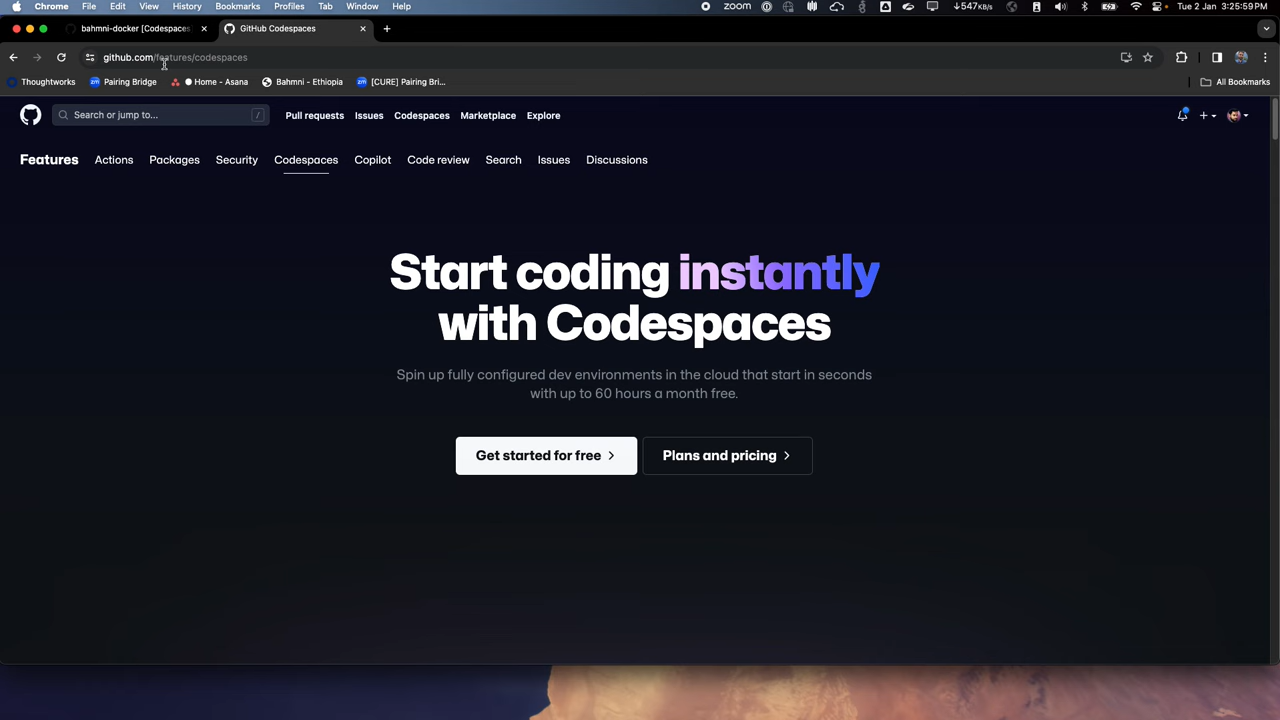 Chrome File Edit View History Bookmarks Profiles Tab Window Help zoom ↓547KB/s Tue 2 Jan 3:25:59 PM
bahmni-docker [Codespaces GitHub Codespaces
github.com/features/codespaces
Thoughtworks Pairing Bridge Home - Asana Bahmni - Ethiopia [CURE] Pairing Bri... All Bookmarks
Search or jump to... / Pull requests Issues Codespaces Marketplace Explore
Features Actions Packages Security Codespaces Copilot Code review Search Issues Discussions
Start coding instantly
with Codespaces
Spin up fully configured dev environments in the cloud that start in seconds
with up to 60 hours a month free.
Get started for free Plans and pricing